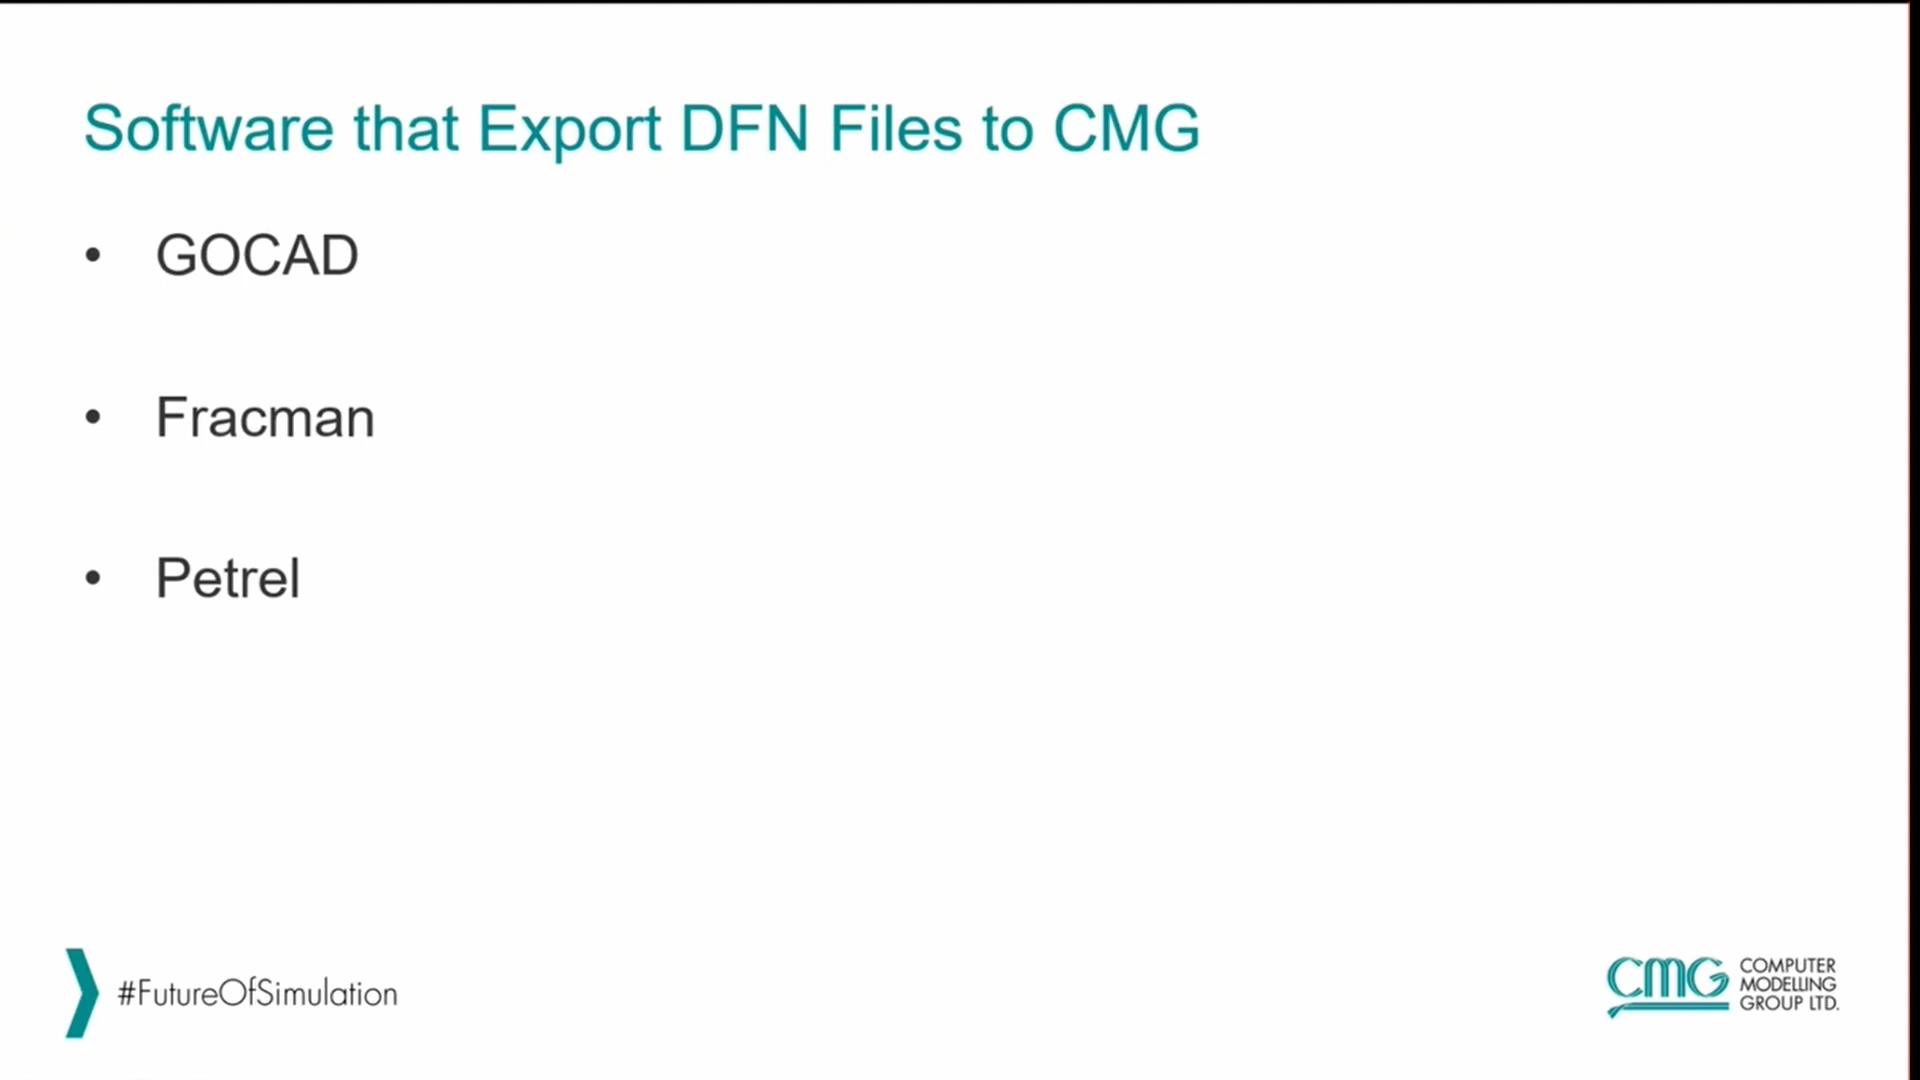 Software that Export DFN Files to CMG
• GOCAD
• Fracman
• Petrel
#FutureOfSimulation
CMG
COMPUTER
MODELLING
GROUP LTD.